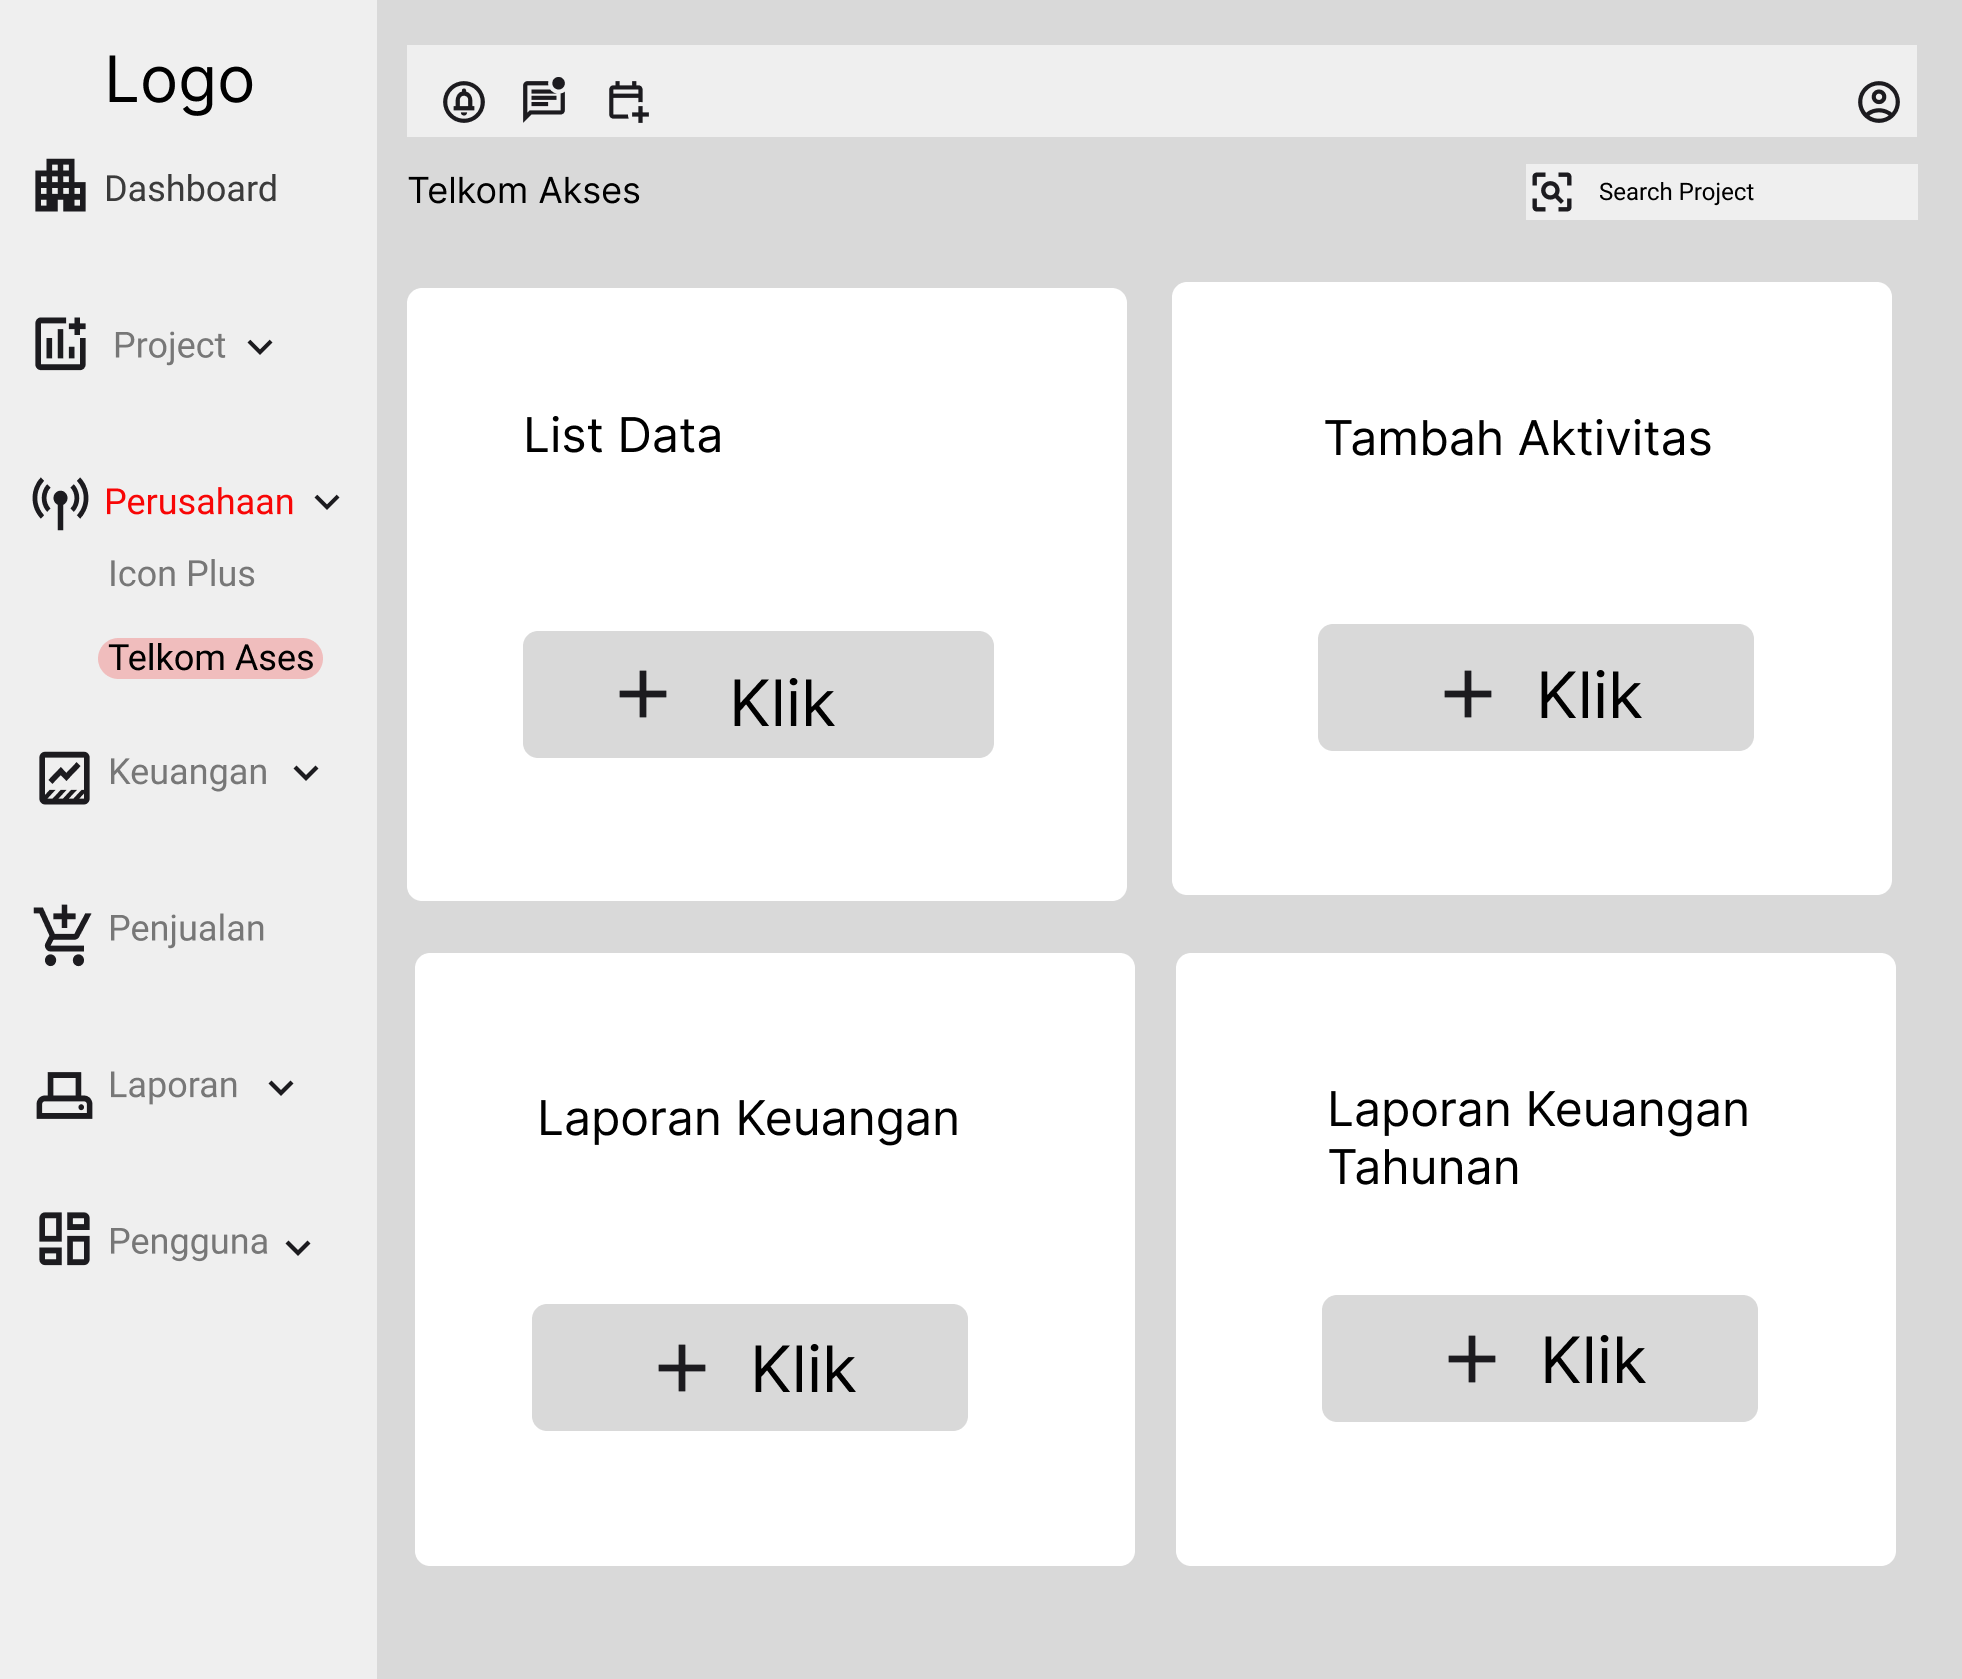 Logo
Dashboard
Project
Perusahaan
Icon Plus
Telkom Ases
Keuangan
Penjualan
Laporan
Pengguna
Telkom Akses
Search Project
List Data
Klik
Tambah Aktivitas
Klik
Laporan Keuangan
Klik
Laporan Keuangan
Tahunan
Klik